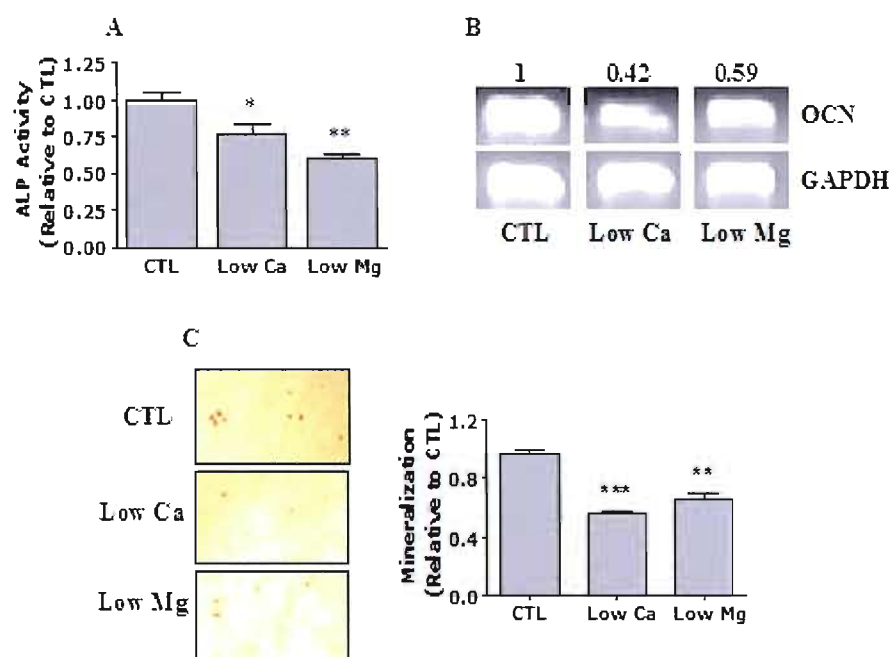 A
ALP Activity
(Relative to CTL)
1.25
1.00
0.75
0.50
0.25
0.00
*
**
CTL Low Ca Low Mg
B
1 0.42 0.59
OCN
GAPDH
CTL Low Ca Low Mg
C
CTL
Low Ca
Low Mg
Mineralization
(Relative to CTL)
1.2
0.8
0.4
0.0
***
**
CTL Low Ca Low Mg